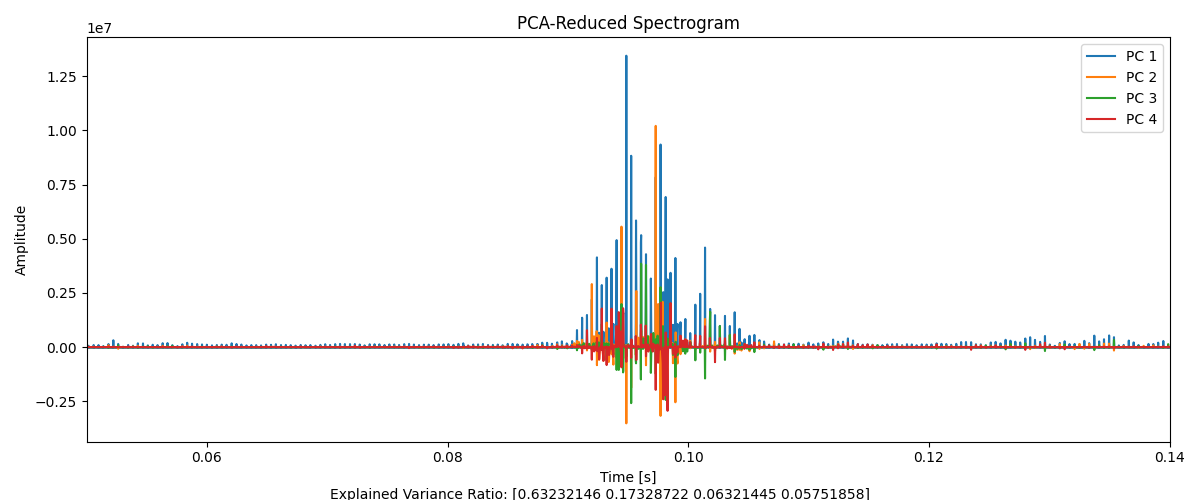 PCA-Reduced Spectrogram
1e7
1.25
1.00
0.75
0.50
0.25
0.00
−0.25
Amplitude
PC 1
PC 2
PC 3
PC 4
0.06
0.08
0.10
0.12
0.14
Time [s]
Explained Variance Ratio: [0.63232146 0.17328722 0.06321445 0.05751858]